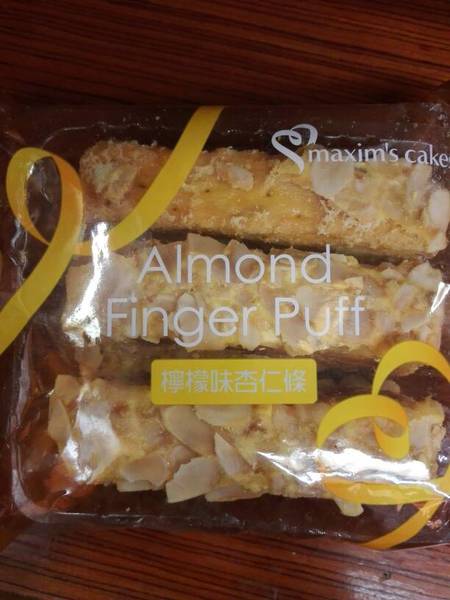 maxim's cake
Almond
Finger Puff
檸檬味杏仁條